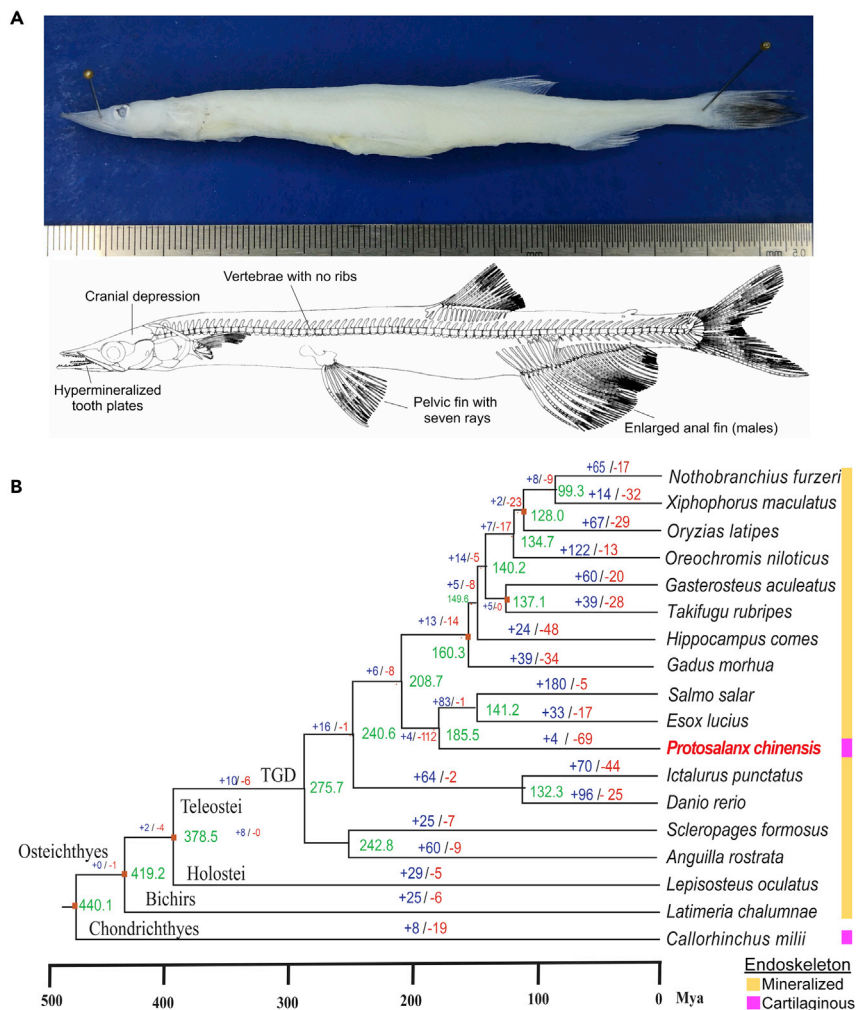 A
mm
mm
5.0
Vertebrae with no ribs
Cranial depression
Hypermineralized
tooth plates
Pelvic fin with
seven rays
Enlarged anal fin (males)
B
+65 /-17
Nothobranchius furzeri
+8/ -9
99.3
+14 / -32
Xiphophorus maculatus
+2/-23
128.0
+67/ -29
Oryzias latipes
+7/-17
134.7
+122/ -13
Oreochromis niloticus
+14/ -5
140.2
+60/ -20
Gasterosteus aculeatus
+5/ -8
149.6
+5/-0
137.1
+39/ -28
Takifugu rubripes
+13 / -14
+24 / -48
Hippocampus comes
160.3
+39/ -34
Gadus morhua
+6/ -8
208.7
+180 / -5
Salmo salar
+83/ -1
141.2
+33/ -17
Esox lucius
+16 / -1
240.6
+4/ -112
185.5
+4 / -69
Protosalanx chinensis
TGD
275.7
+70 / -44
Ictalurus punctatus
+10/ -6
+64/ -2
132.3
+96/ - 25
Danio rerio
Teleostei
+25 / -7
Scleropages formosus
+2 / -4
378.5
+8 / -0
242.8
+60/ -9
Anguilla rostrata
Osteichthyes
+0/ -1
419.2
Holostei
+29/ -5
Lepisosteus oculatus
Bichirs
+25/ -6
Latimeria chalumnae
440.1
Chondrichthyes
+8/ -19
Callorhinchus milii
500 400 300 200 100 0 Mya
Endoskeleton
Mineralized
Cartilaginous